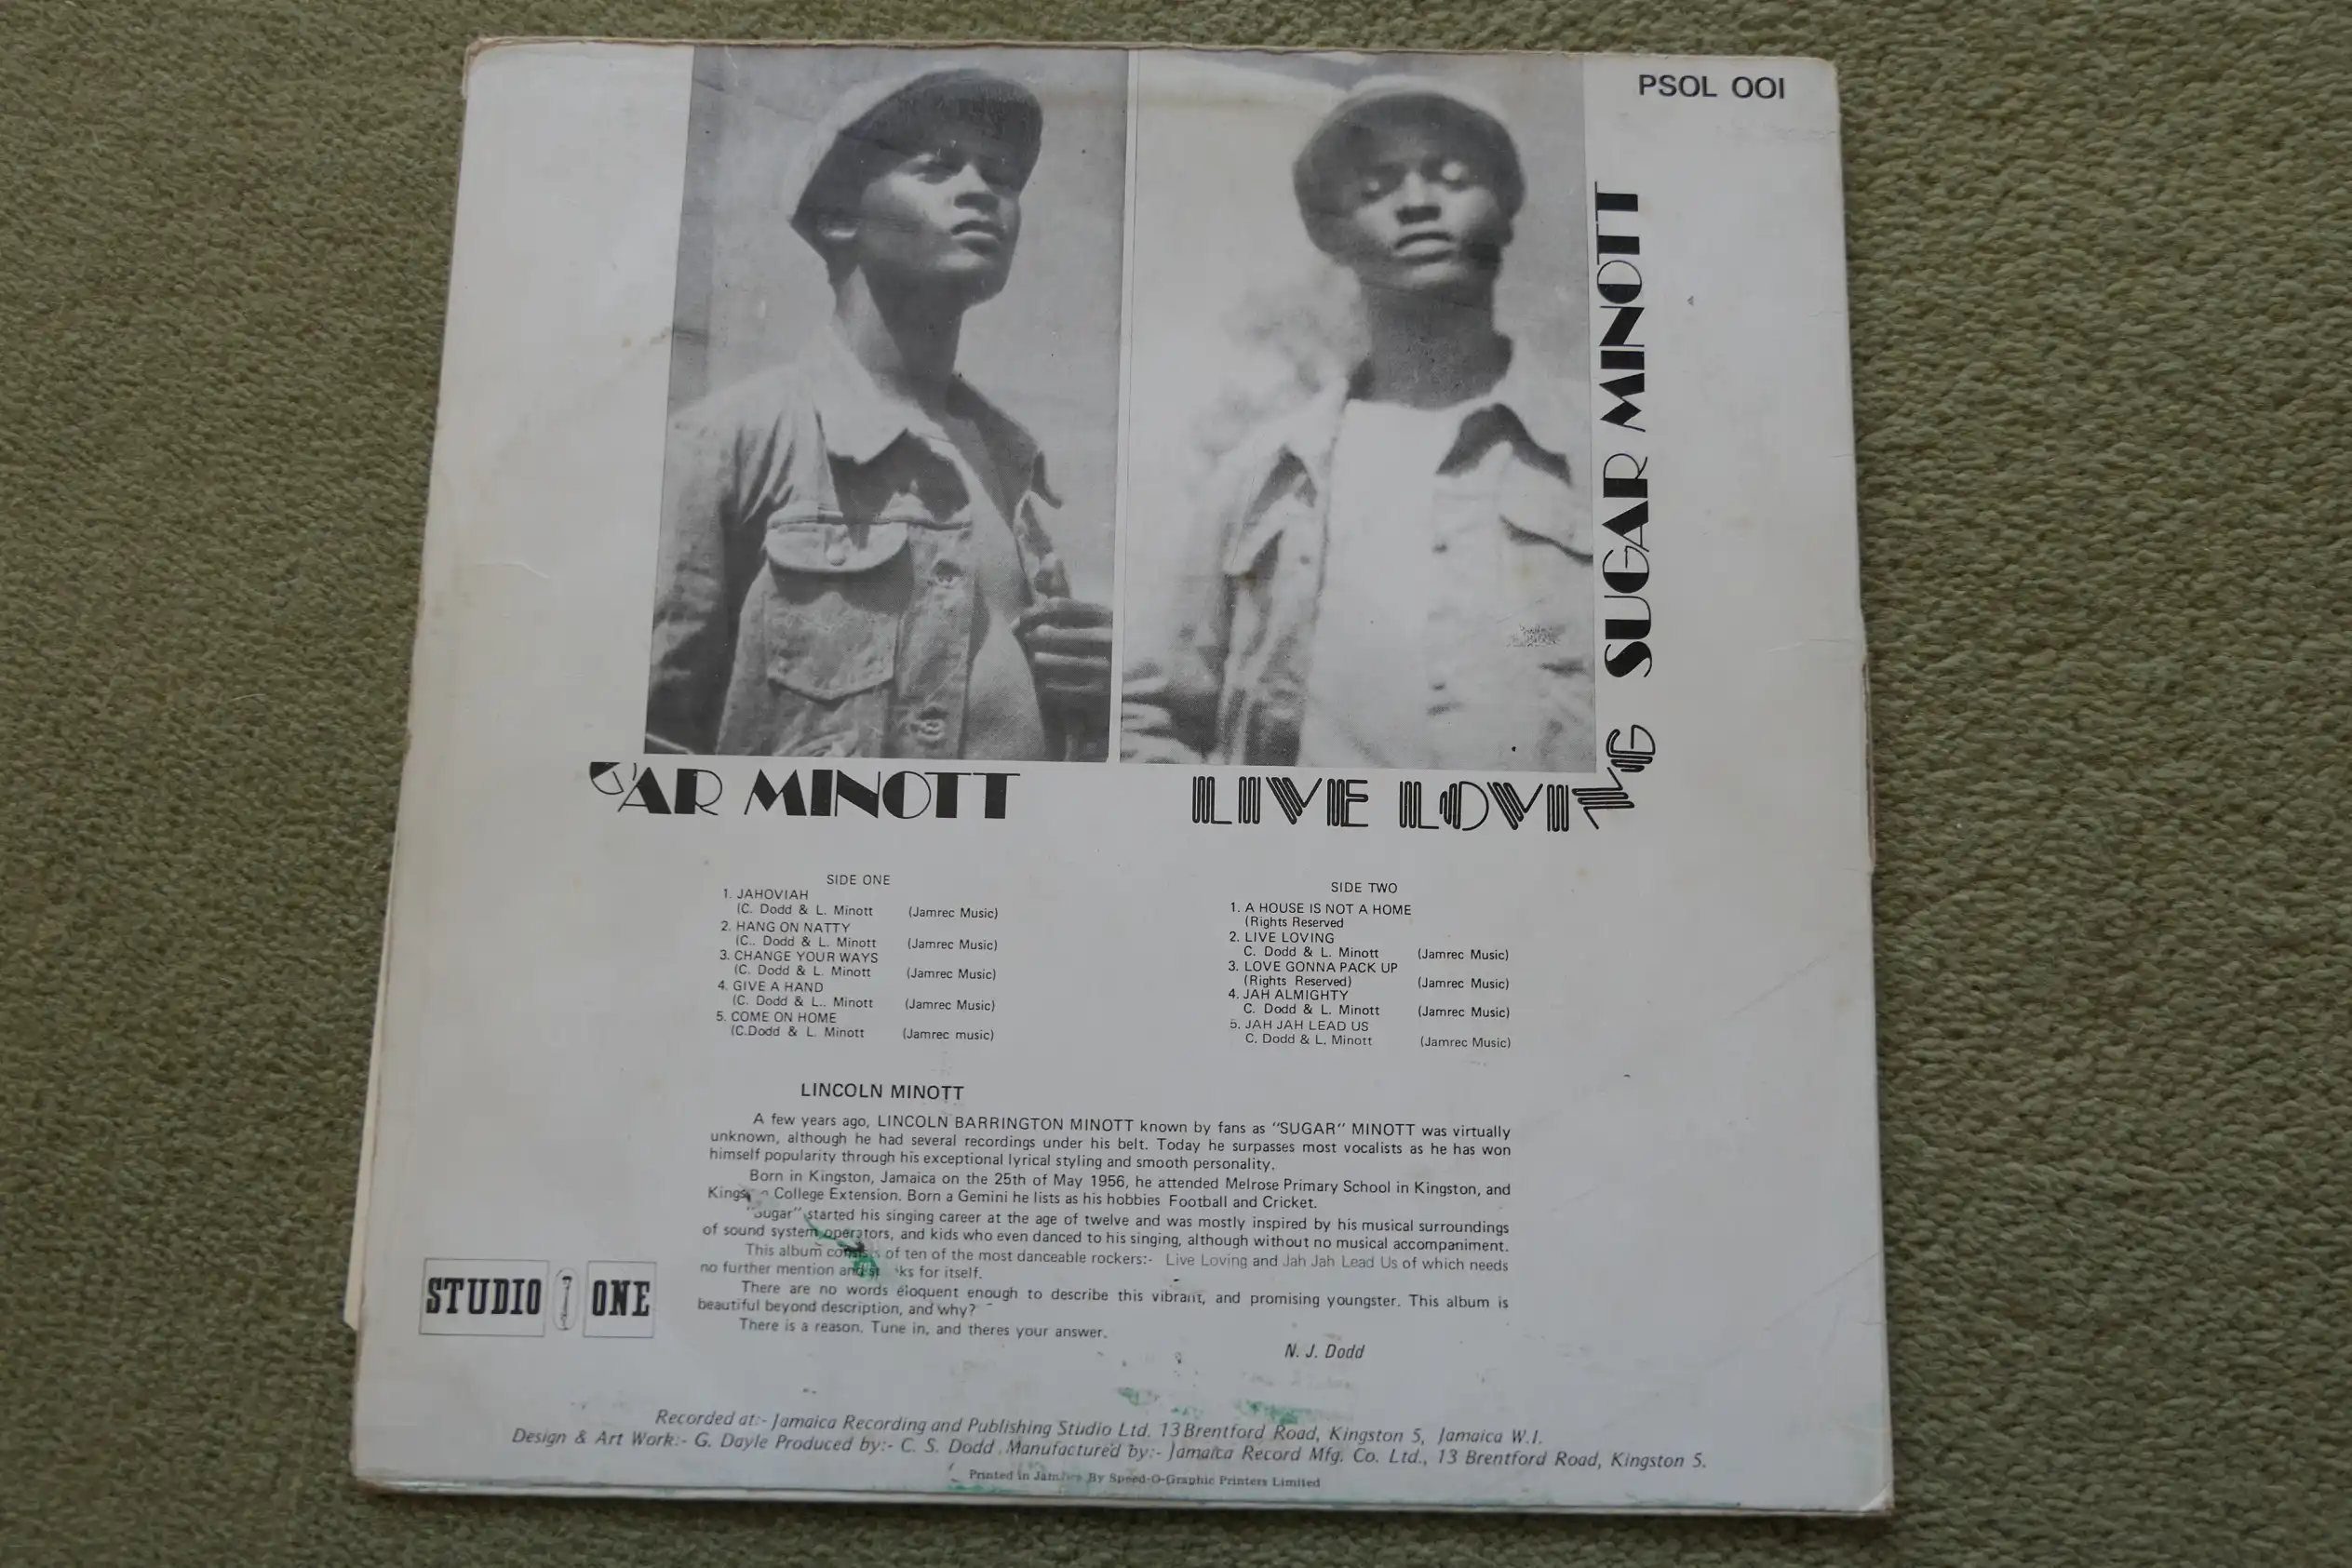 PSOL 001
SUGAR MINOTT
GAR MINOTT
LIVE LOVING
SIDE ONE
1. JAHOVIAH
(C. Dodd & L. Minott (Jamrec Music)
2. HANG ON NATTY
(C.. Dodd & L. Minott (Jamrec Music)
3. CHANGE YOUR WAYS
(C. Dodd & L. Minott (Jamrec Music)
4. GIVE A HAND
(C. Dodd & L.. Minott (Jamrec Music)
5. COME ON HOME
(C.Dodd & L. Minott (Jamrec music)
SIDE TWO
1. A HOUSE IS NOT A HOME
(Rights Reserved
2. LIVE LOVING
C. Dodd & L. Minott (Jamrec Music)
3. LOVE GONNA PACK UP
(Rights Reserved) (Jamrec Music)
4. JAH ALMIGHTY
C. Dodd & L. Minott (Jamrec Music)
5. JAH JAH LEAD US
C. Dodd & L. Minott (Jamrec Music)
LINCOLN MINOTT
A few years ago, LINCOLN BARRINGTON MINOTT known by fans as "SUGAR" MINOTT was virtually
unknown, although he had several recordings under his belt. Today he surpasses most vocalists as he has won
himself popularity through his exceptional lyrical styling and smooth personality.
Born in Kingston, Jamaica on the 25th of May 1956, he attended Melrose Primary School in Kingston, and
College Extension. Born a Gemini he lists as his hobbies Football and Cricket.
"Sugar" started his singing career at the age of twelve and was mostly inspired by his musical surroundings
of sound system operators, and kids who even danced to his singing, although without no musical accompaniment.
This album consists of ten of the most danceable rockers:- Live Loving and Jah Jah Lead Us of which needs
no further mention and for itself.
There are no words eloquent enough to describe this vibrant, and promising youngster. This album is
beautiful beyond description, and why?
There is a reason. Tune in, and theres your answer.
N. J. Dodd
STUDIO ONE
Recorded at:- Jamaica Recording and Publishing Studio Ltd. 13 Brentford Road, Kingston 5, Jamaica W.I.
Design & Art Work:- G. Dayle Produced by:- C. S. Dodd Manufactured by:- Jamaica Record Mfg. Co. Ltd., 13 Brentford Road, Kingston 5.
Printed in Jamaica By Speed-O-Graphic Printers Limited